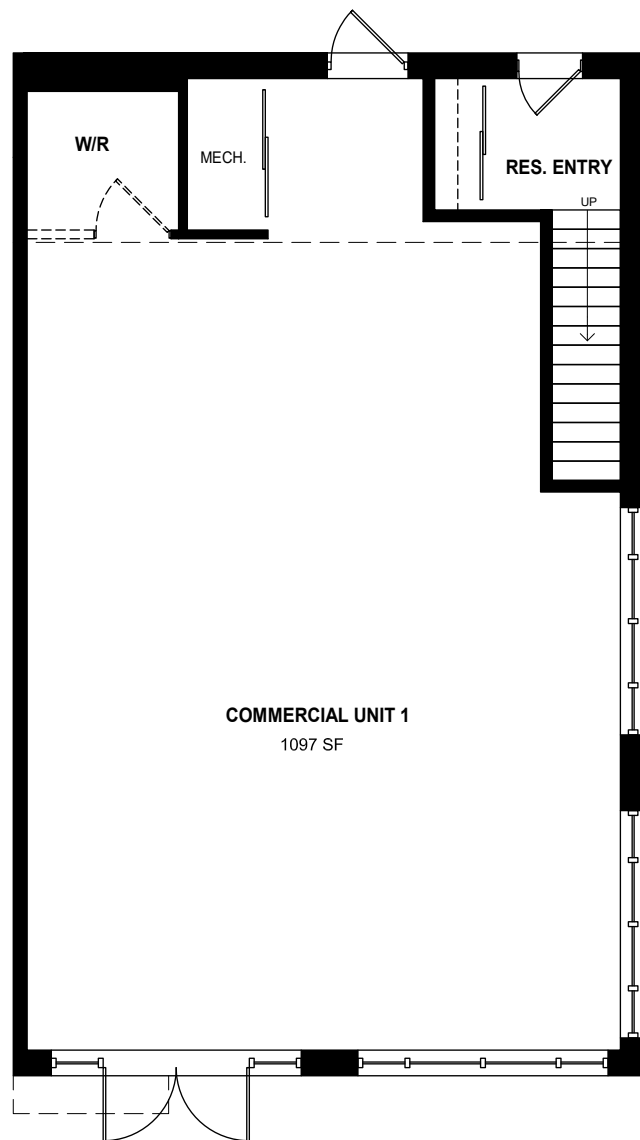 W/R
MECH.
RES. ENTRY
UP
COMMERCIAL UNIT 1
1097 SF